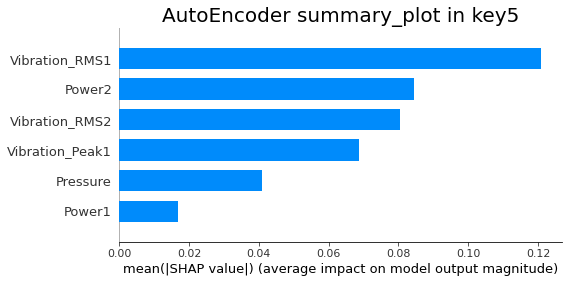 AutoEncoder summary_plot in key5
Vibration_RMS1
Power2
Vibration_RMS2
Vibration_Peak1
Pressure
Power1
0.00 0.02 0.04 0.06 0.08 0.10 0.12
mean(|SHAP value|) (average impact on model output magnitude)